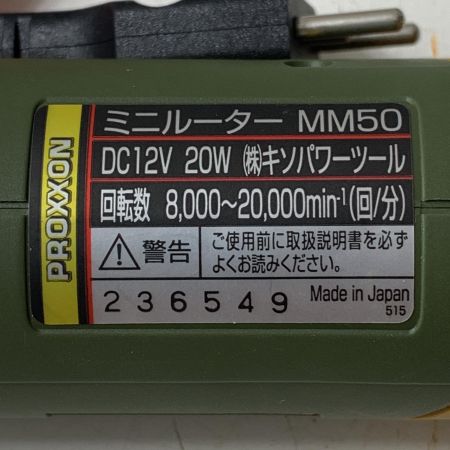 PROXXON
ミニルーター MM50
DC12V 20W ㈱キソパワーツール
回転数 8,000～20,000min⁻¹(回/分)
警告
ご使用前に取扱説明書を必ず
よくお読みください。
236549
Made in Japan
515